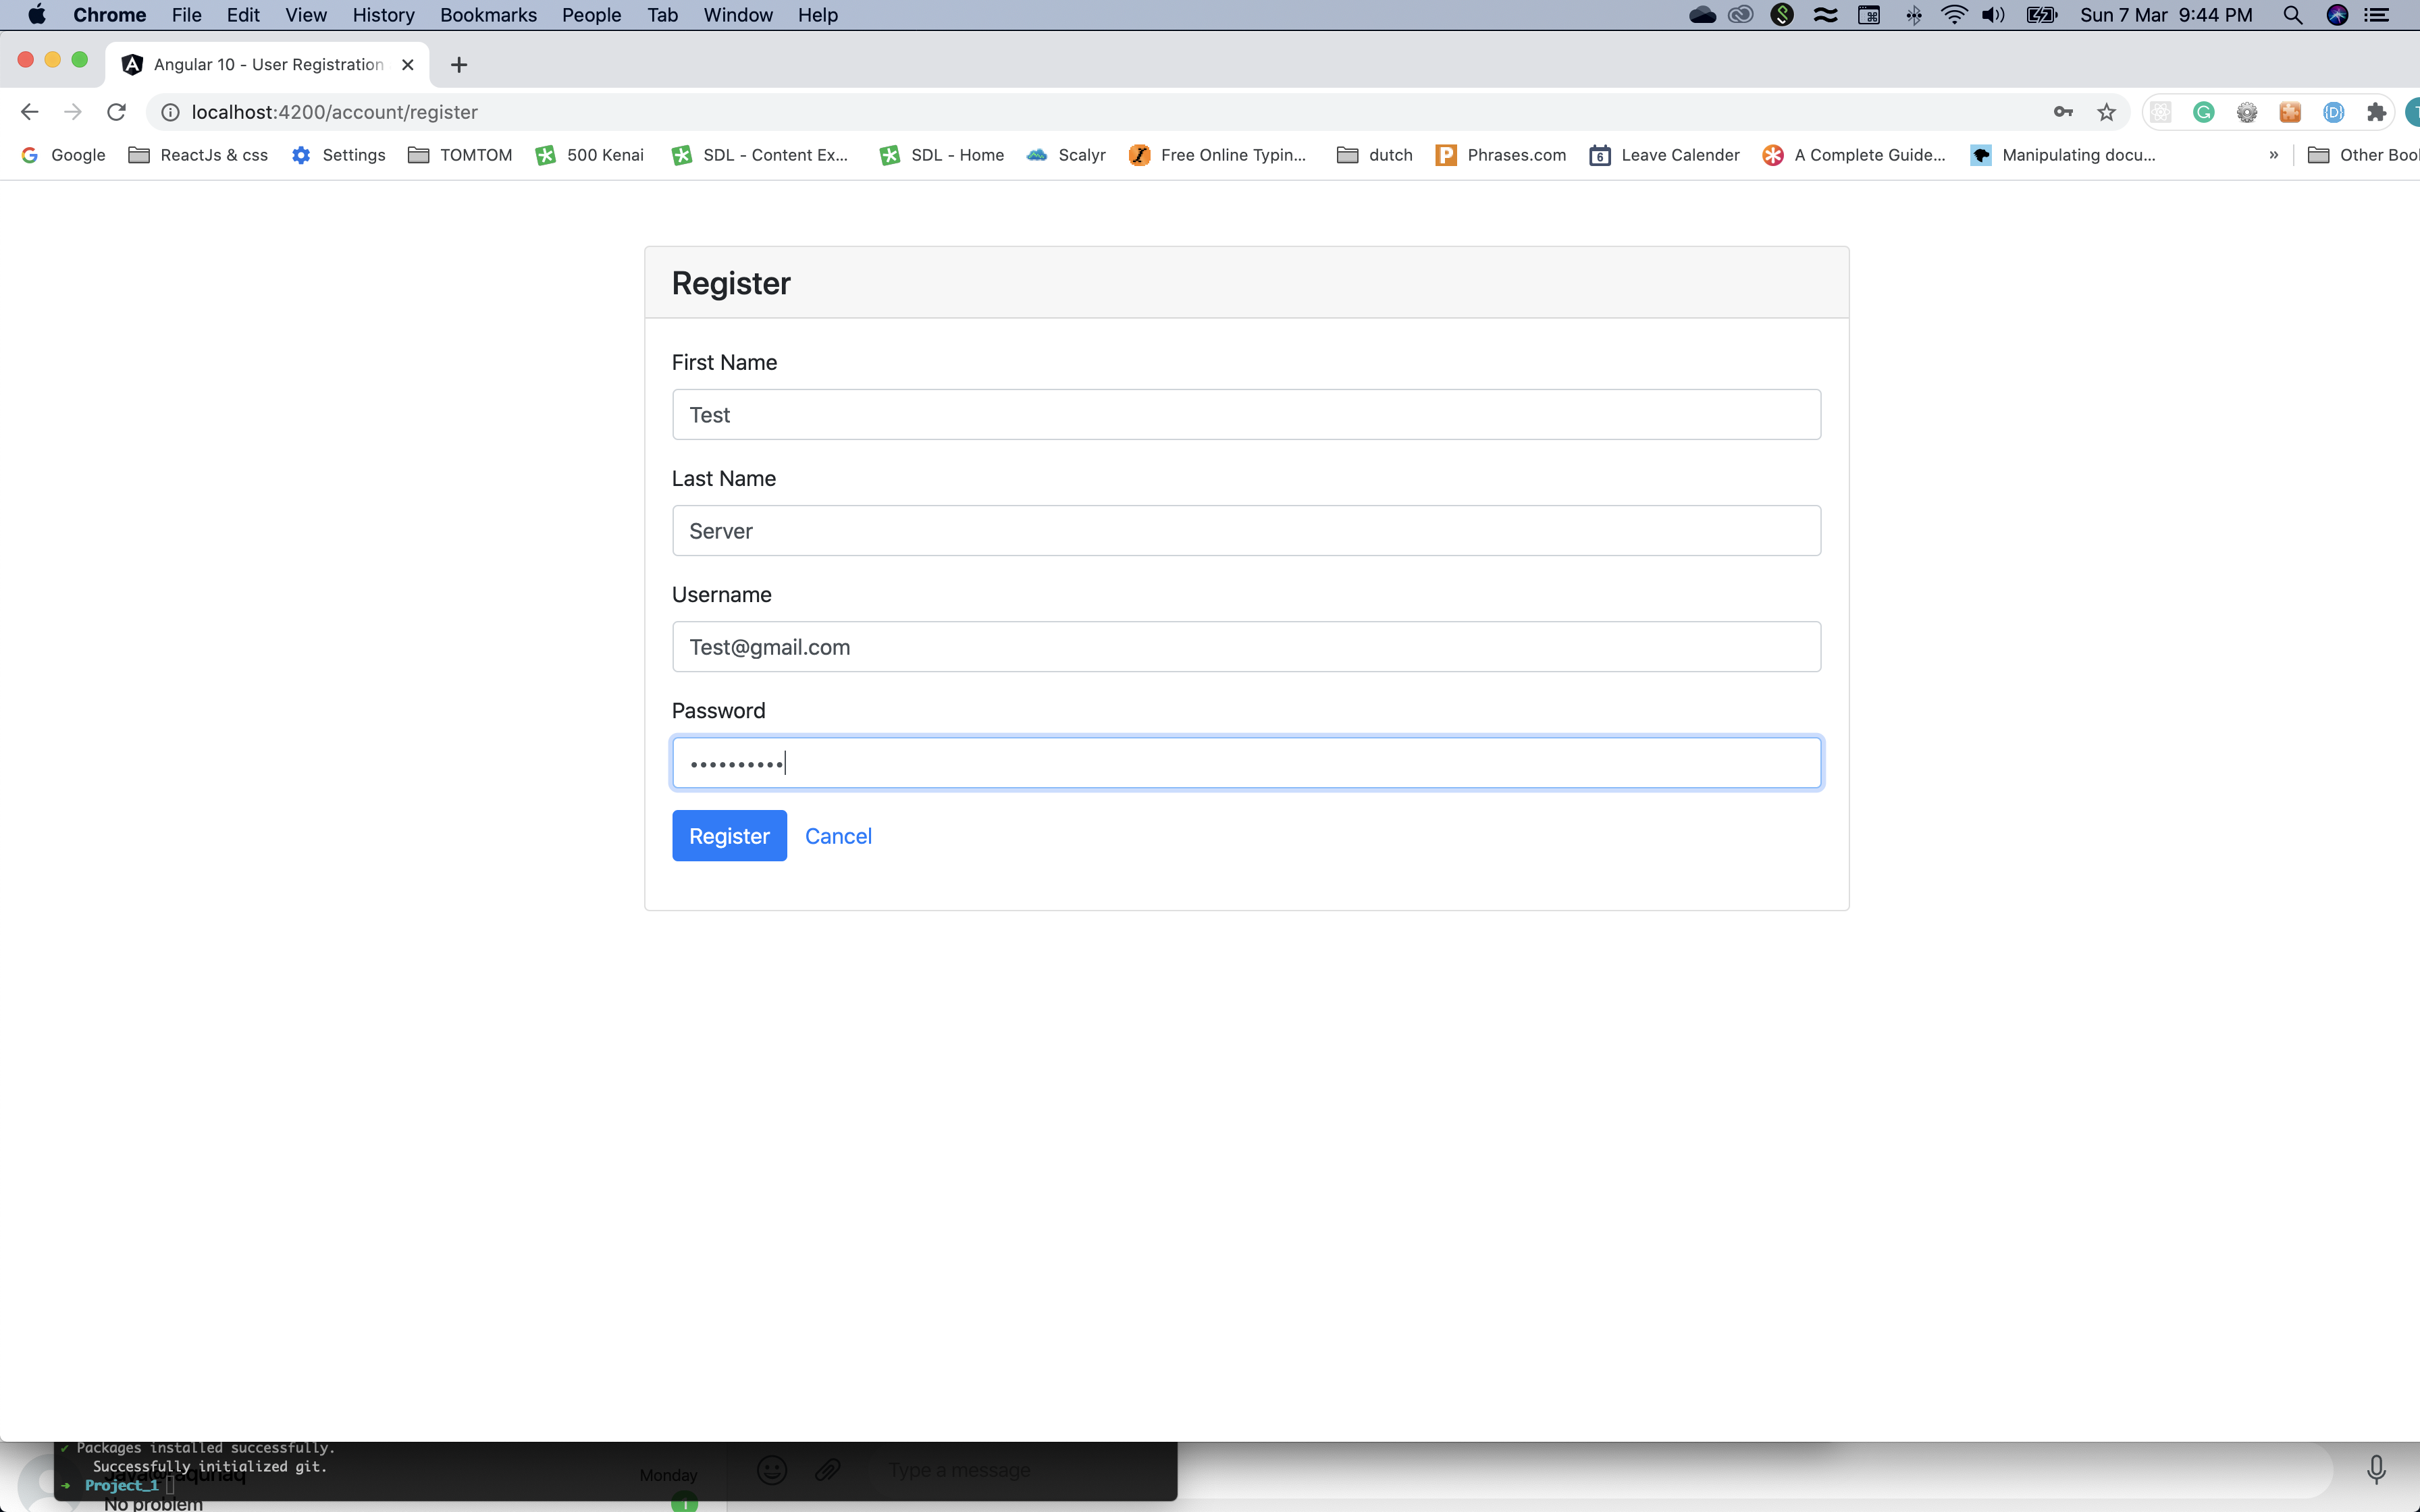 Chrome File Edit View History Bookmarks People Tab Window Help Sun 7 Mar 9:44 PM
Angular 10 - User Registration
localhost:4200/account/register
Google ReactJs & css Settings TOMTOM 500 Kenai SDL - Content Ex... SDL - Home Scalyr Free Online Typin... dutch Phrases.com Leave Calender A Complete Guide... Manipulating docu... » Other Bool
Register
First Name
Test
Last Name
Server
Username
Test@gmail.com
Password
••••••••••
Register Cancel
✔ Packages installed successfully.
Successfully initialized git.
Monday Type a message
➜ Project_1
No problem